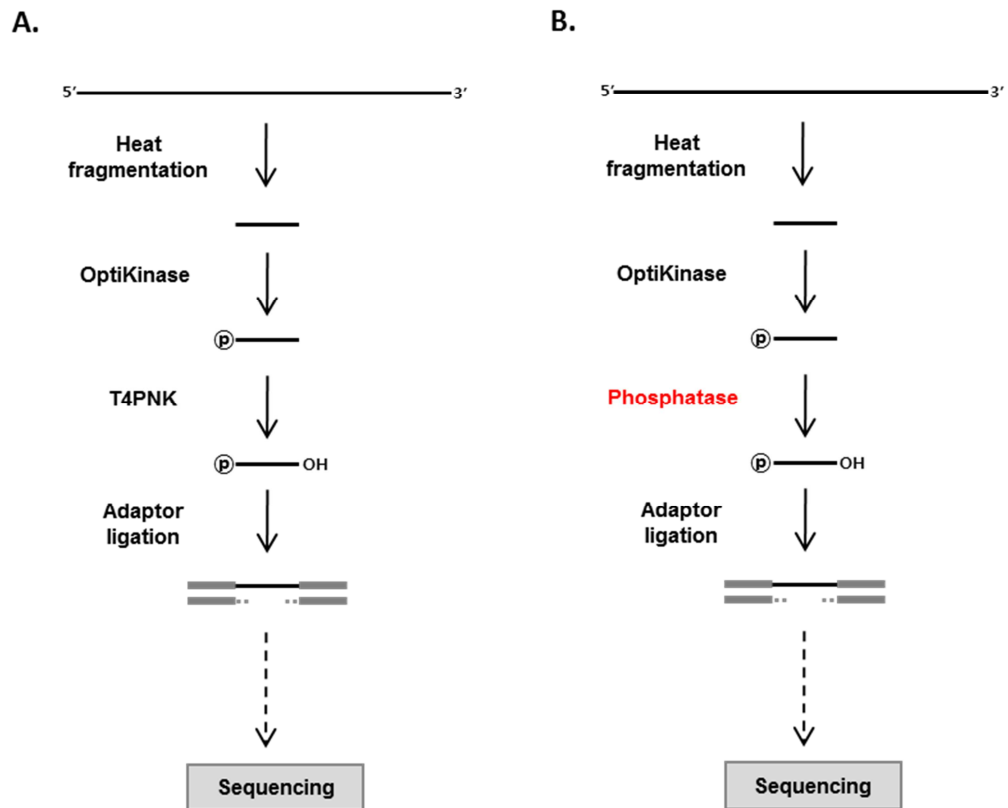 A.
5′ 3′
Heat
fragmentation
OptiKinase
p
T4PNK
p OH
Adaptor
ligation
Sequencing
B.
5′ 3′
Heat
fragmentation
OptiKinase
p
Phosphatase
p OH
Adaptor
ligation
Sequencing